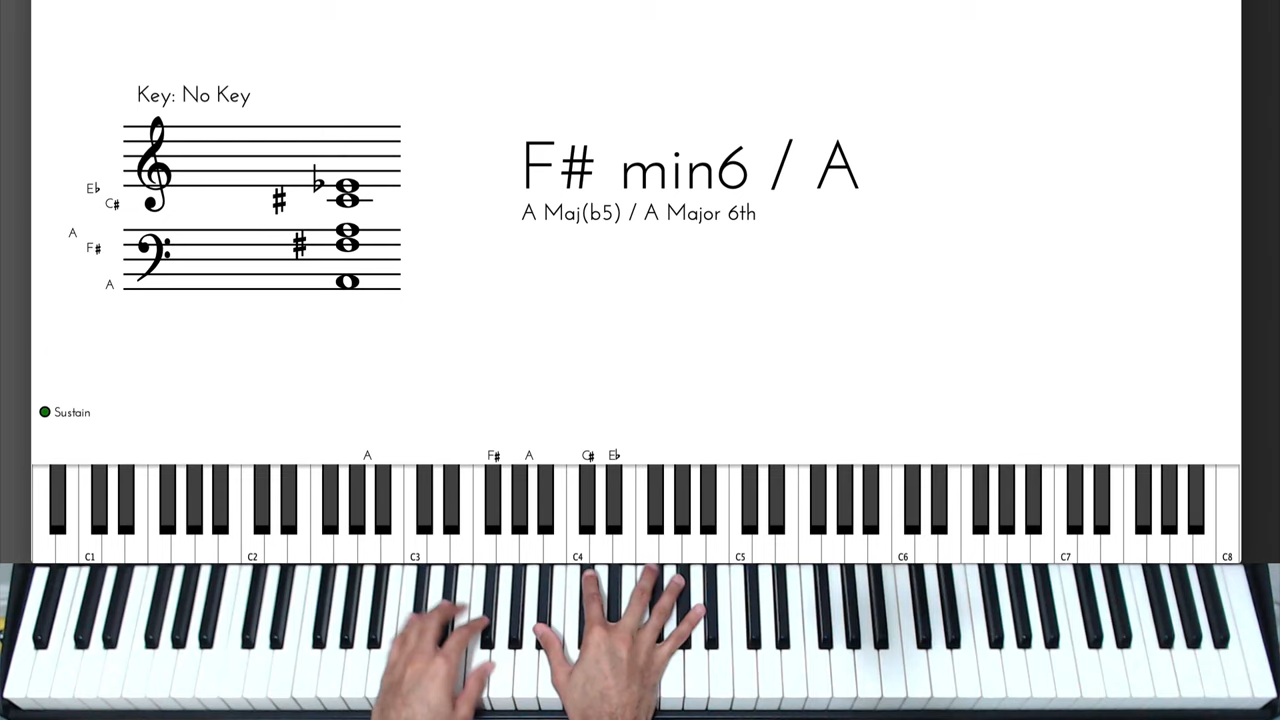 Key: No Key
F# min6 / A
A Maj(b5) / A Major 6th
E♭
C♯
A
F♯
A
Sustain
A F♯ A C♯ E♭
C1 C2 C3 C4 C5 C6 C7 C8